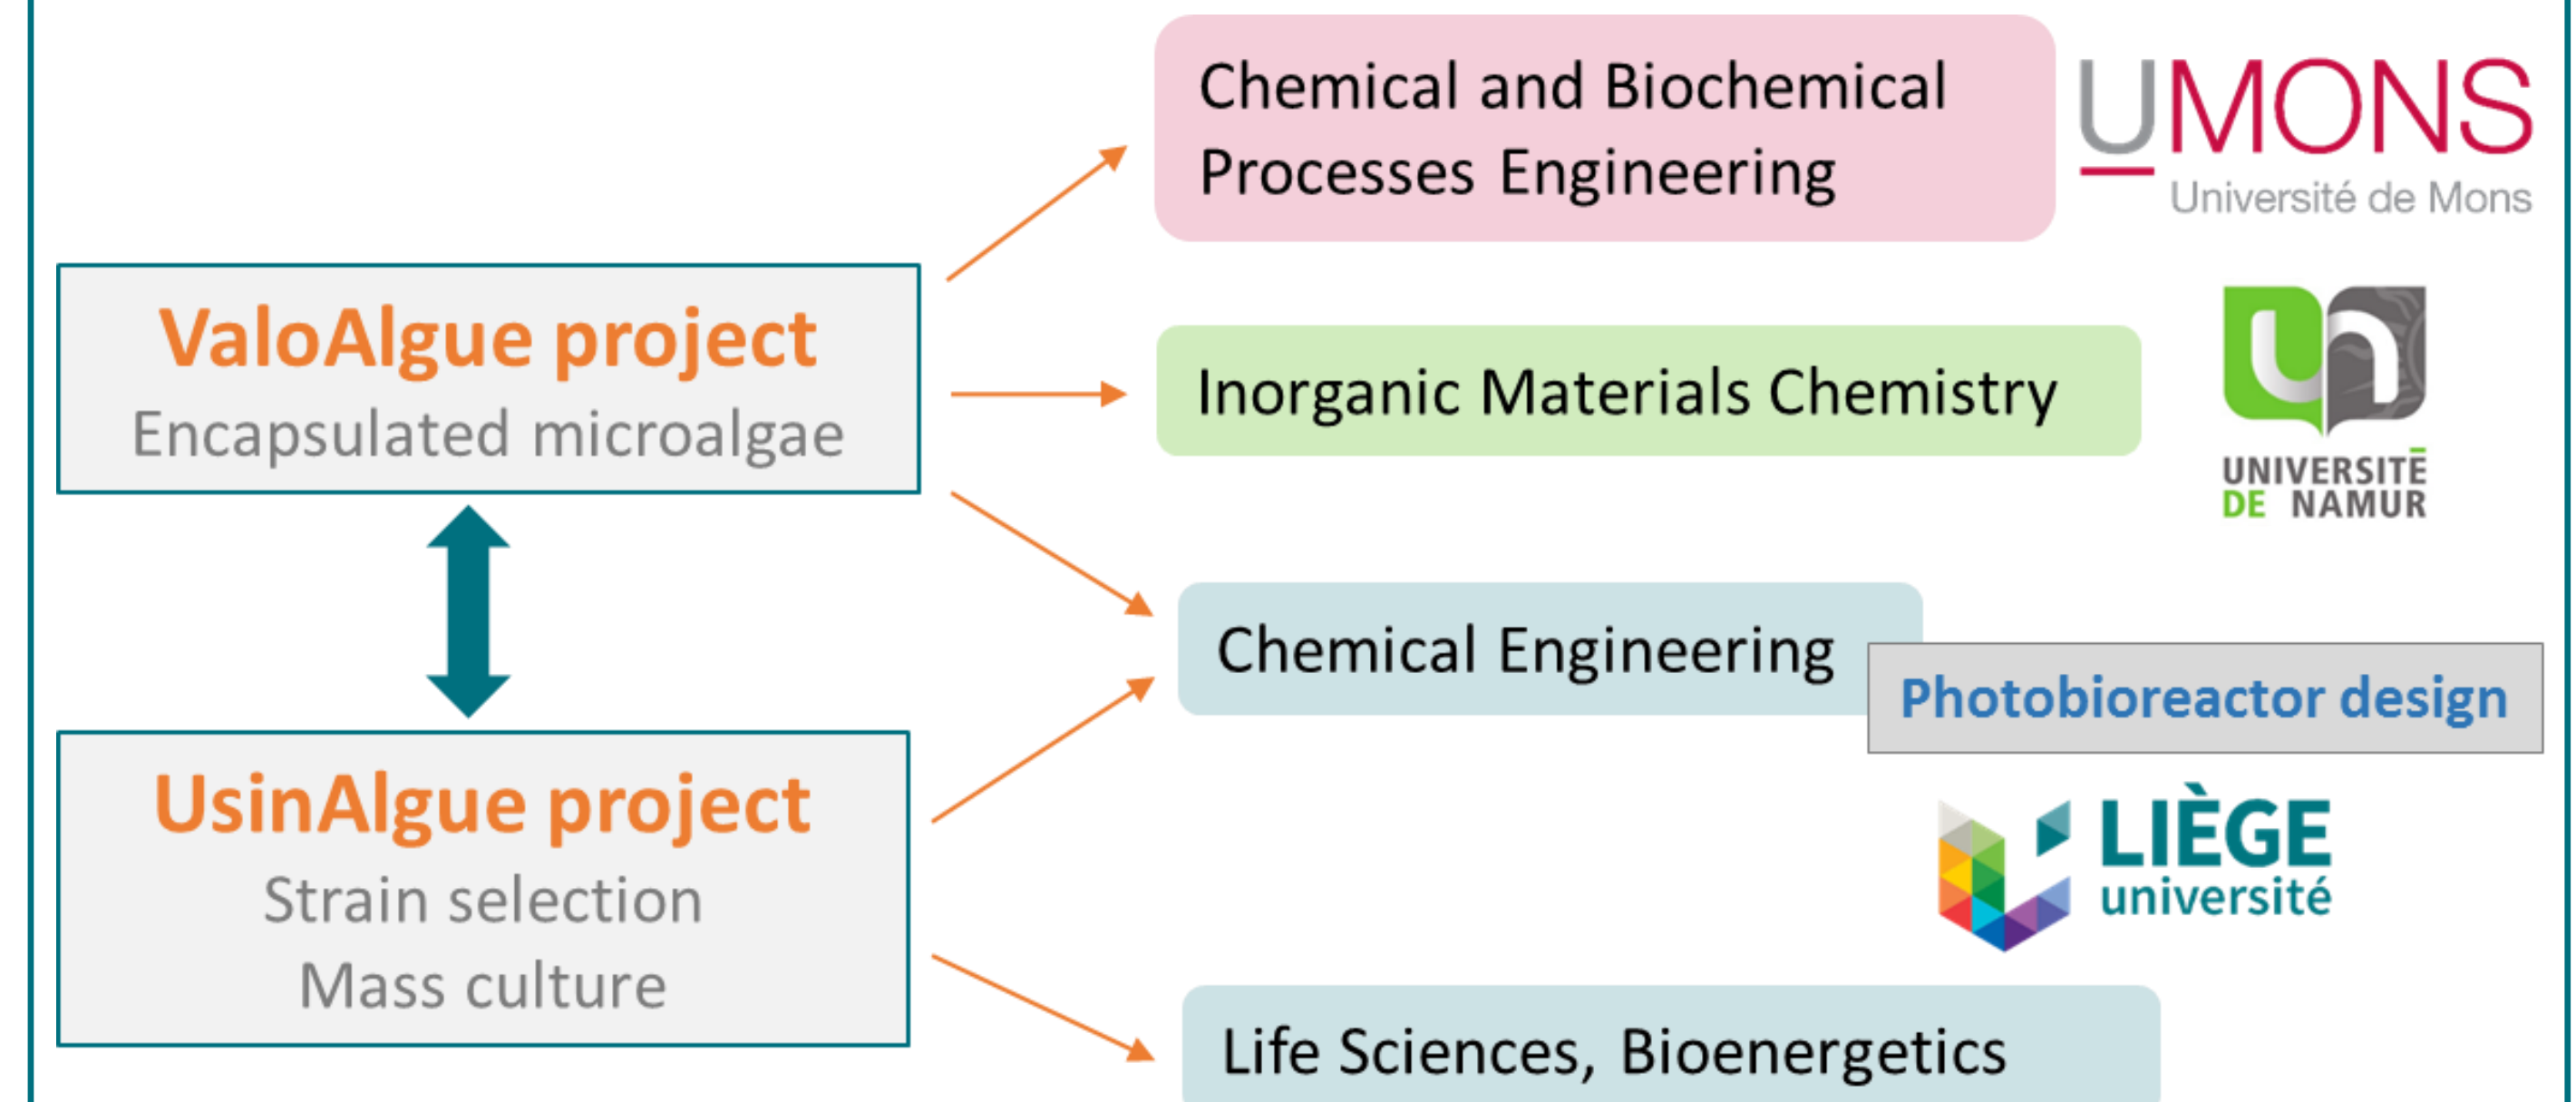 Chemical and Biochemical
Processes Engineering
UMONS
Université de Mons
ValoAlgue project
Encapsulated microalgae
Inorganic Materials Chemistry
un
UNIVERSITÉ
DE NAMUR
Chemical Engineering
Photobioreactor design
UsinAlgue project
Strain selection
Mass culture
LIÈGE
université
Life Sciences, Bioenergetics